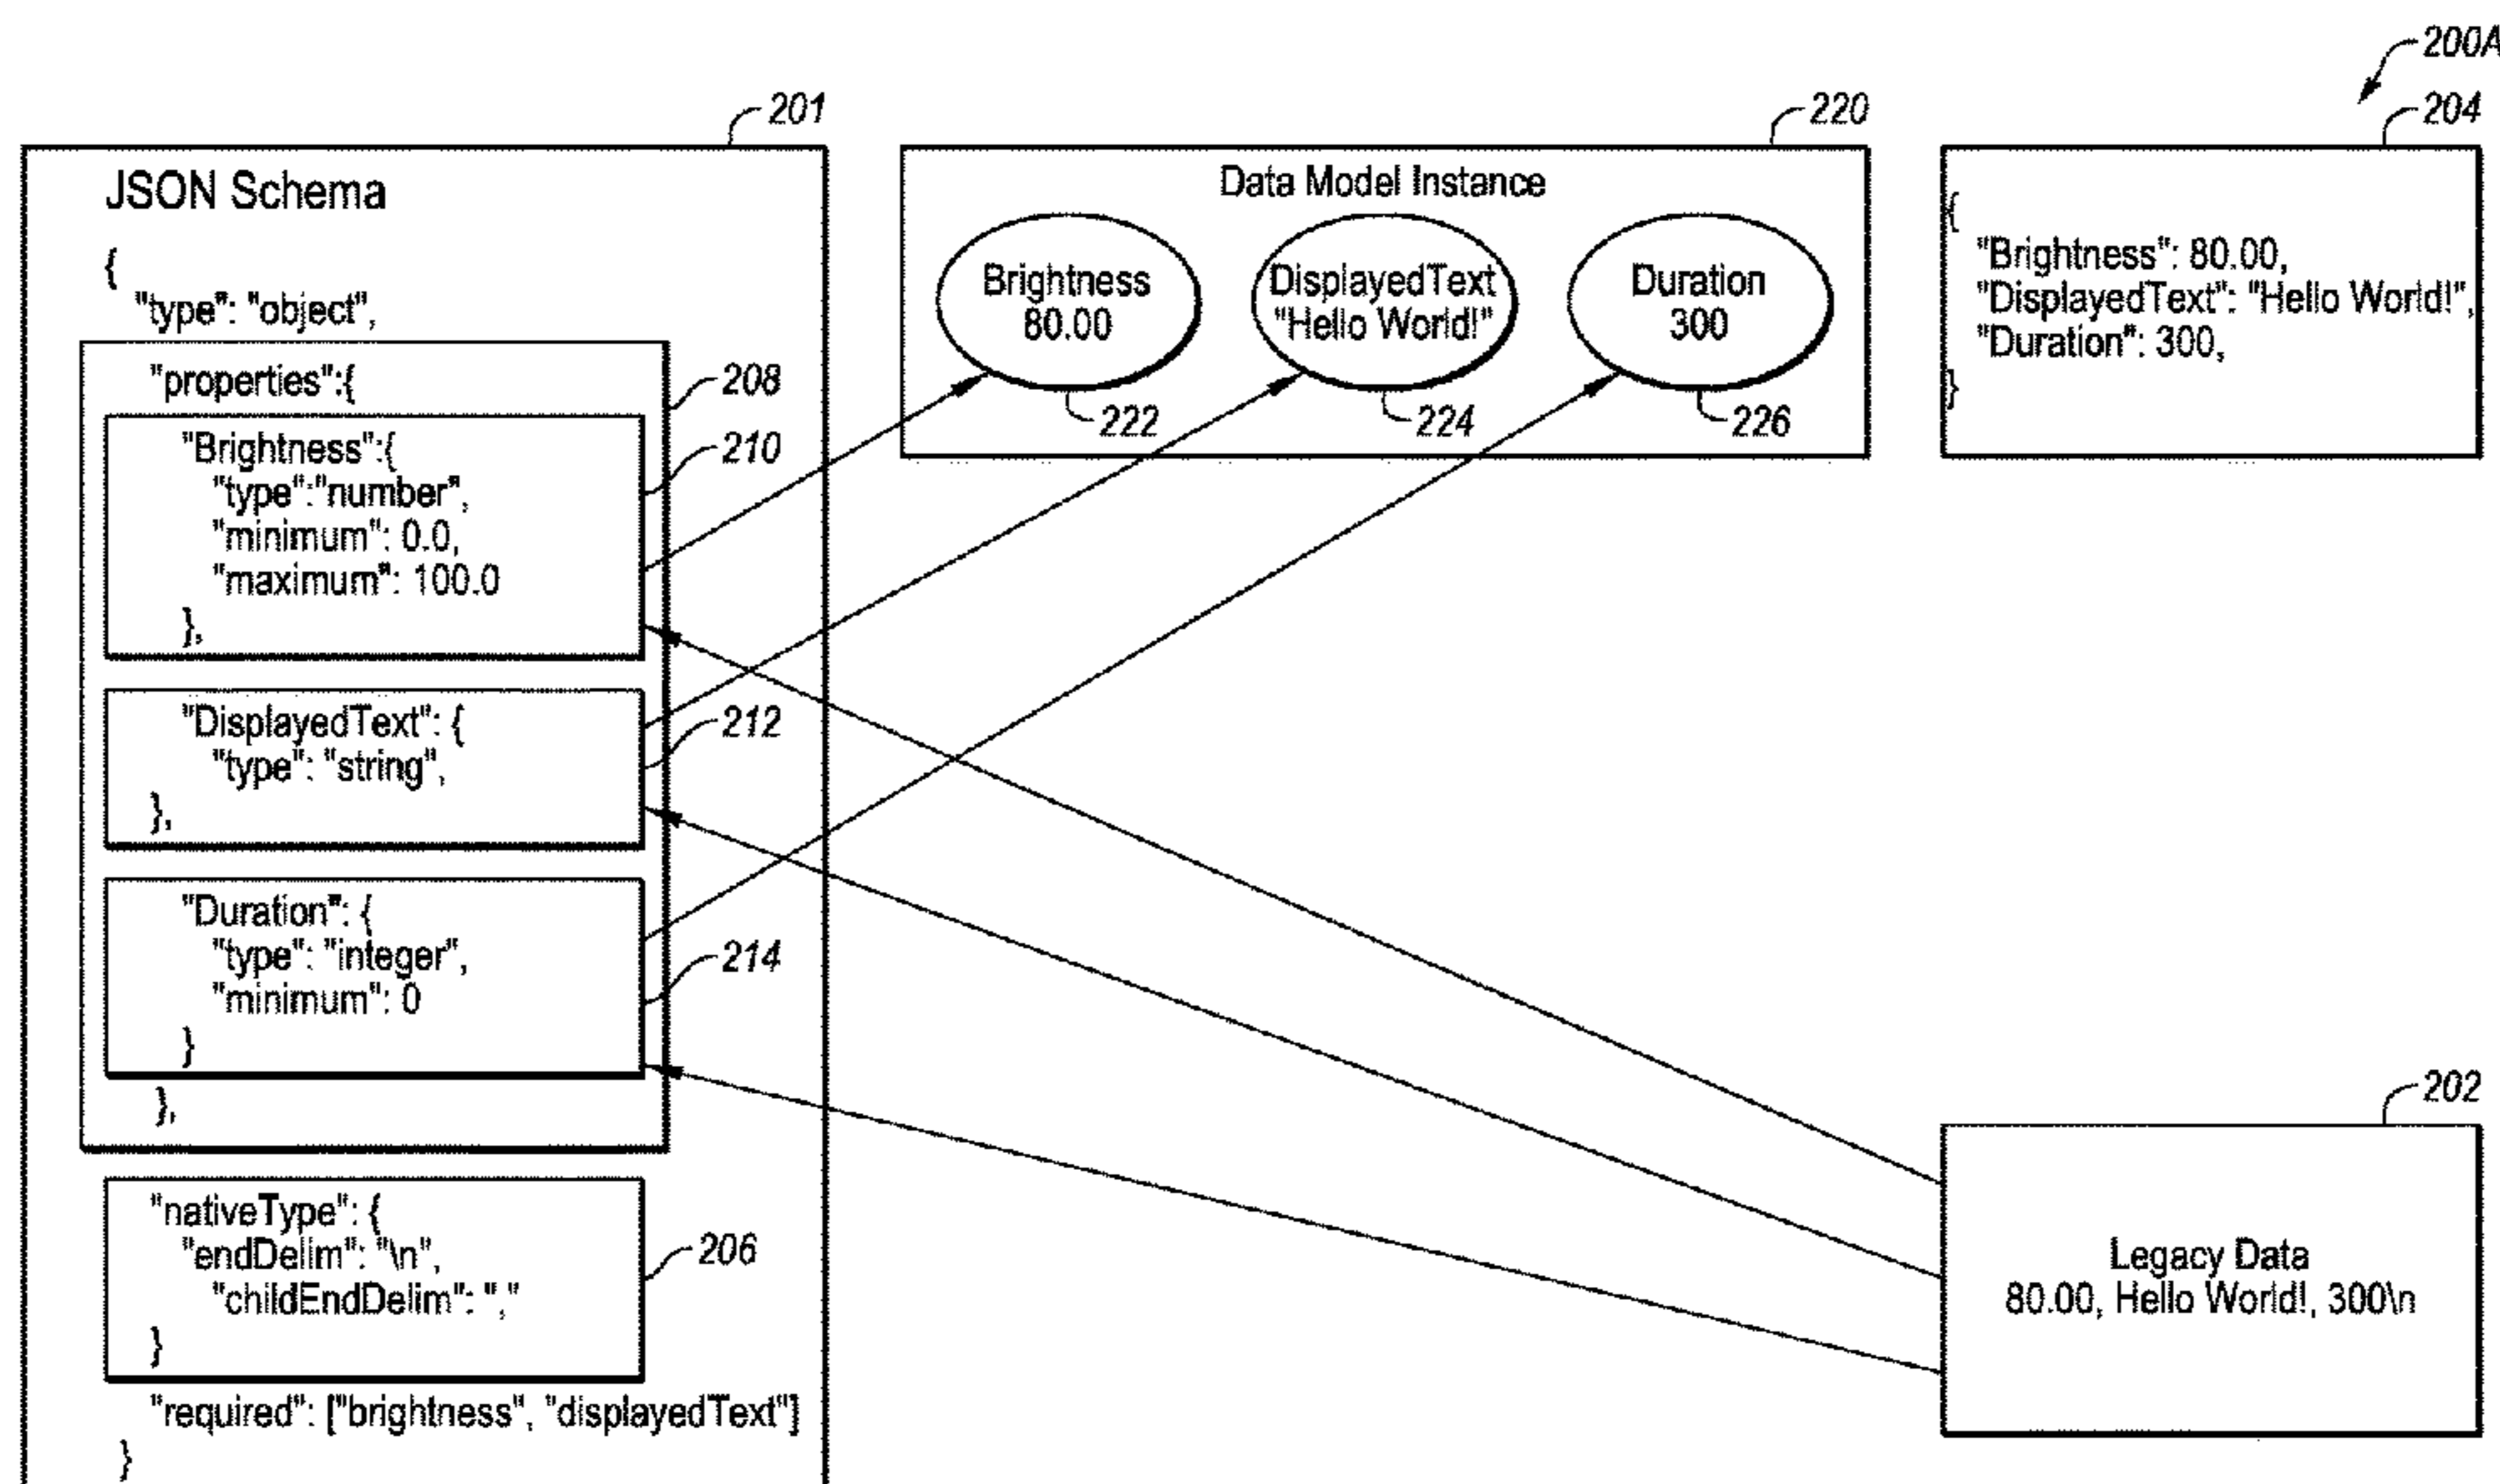 200A
201
JSON Schema
{
"type": "object",
"properties":{
208
"Brightness":{
210
"type":"number",
"minimum": 0.0,
"maximum": 100.0
},
"DisplayedText": {
212
"type": "string",
},
"Duration": {
"type": "integer",
214
"minimum": 0
}
},
"nativeType": {
"endDelim": "\n",
206
"childEndDelim": ","
}
"required": ["brightness", "displayedText"]
}
220
Data Model Instance
Brightness
80.00
222
DisplayedText
"Hello World!"
224
Duration
300
226
204
{
"Brightness": 80.00,
"DisplayedText": "Hello World!",
"Duration": 300,
}
202
Legacy Data
80.00, Hello World!, 300\n